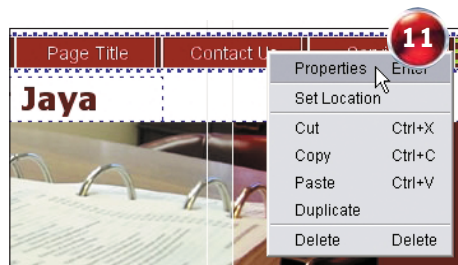 11
Page Title Contact Us Servi
Properties Enter
Jaya
Set Location
Cut Ctrl+X
Copy Ctrl+C
Paste Ctrl+V
Duplicate
Delete Delete